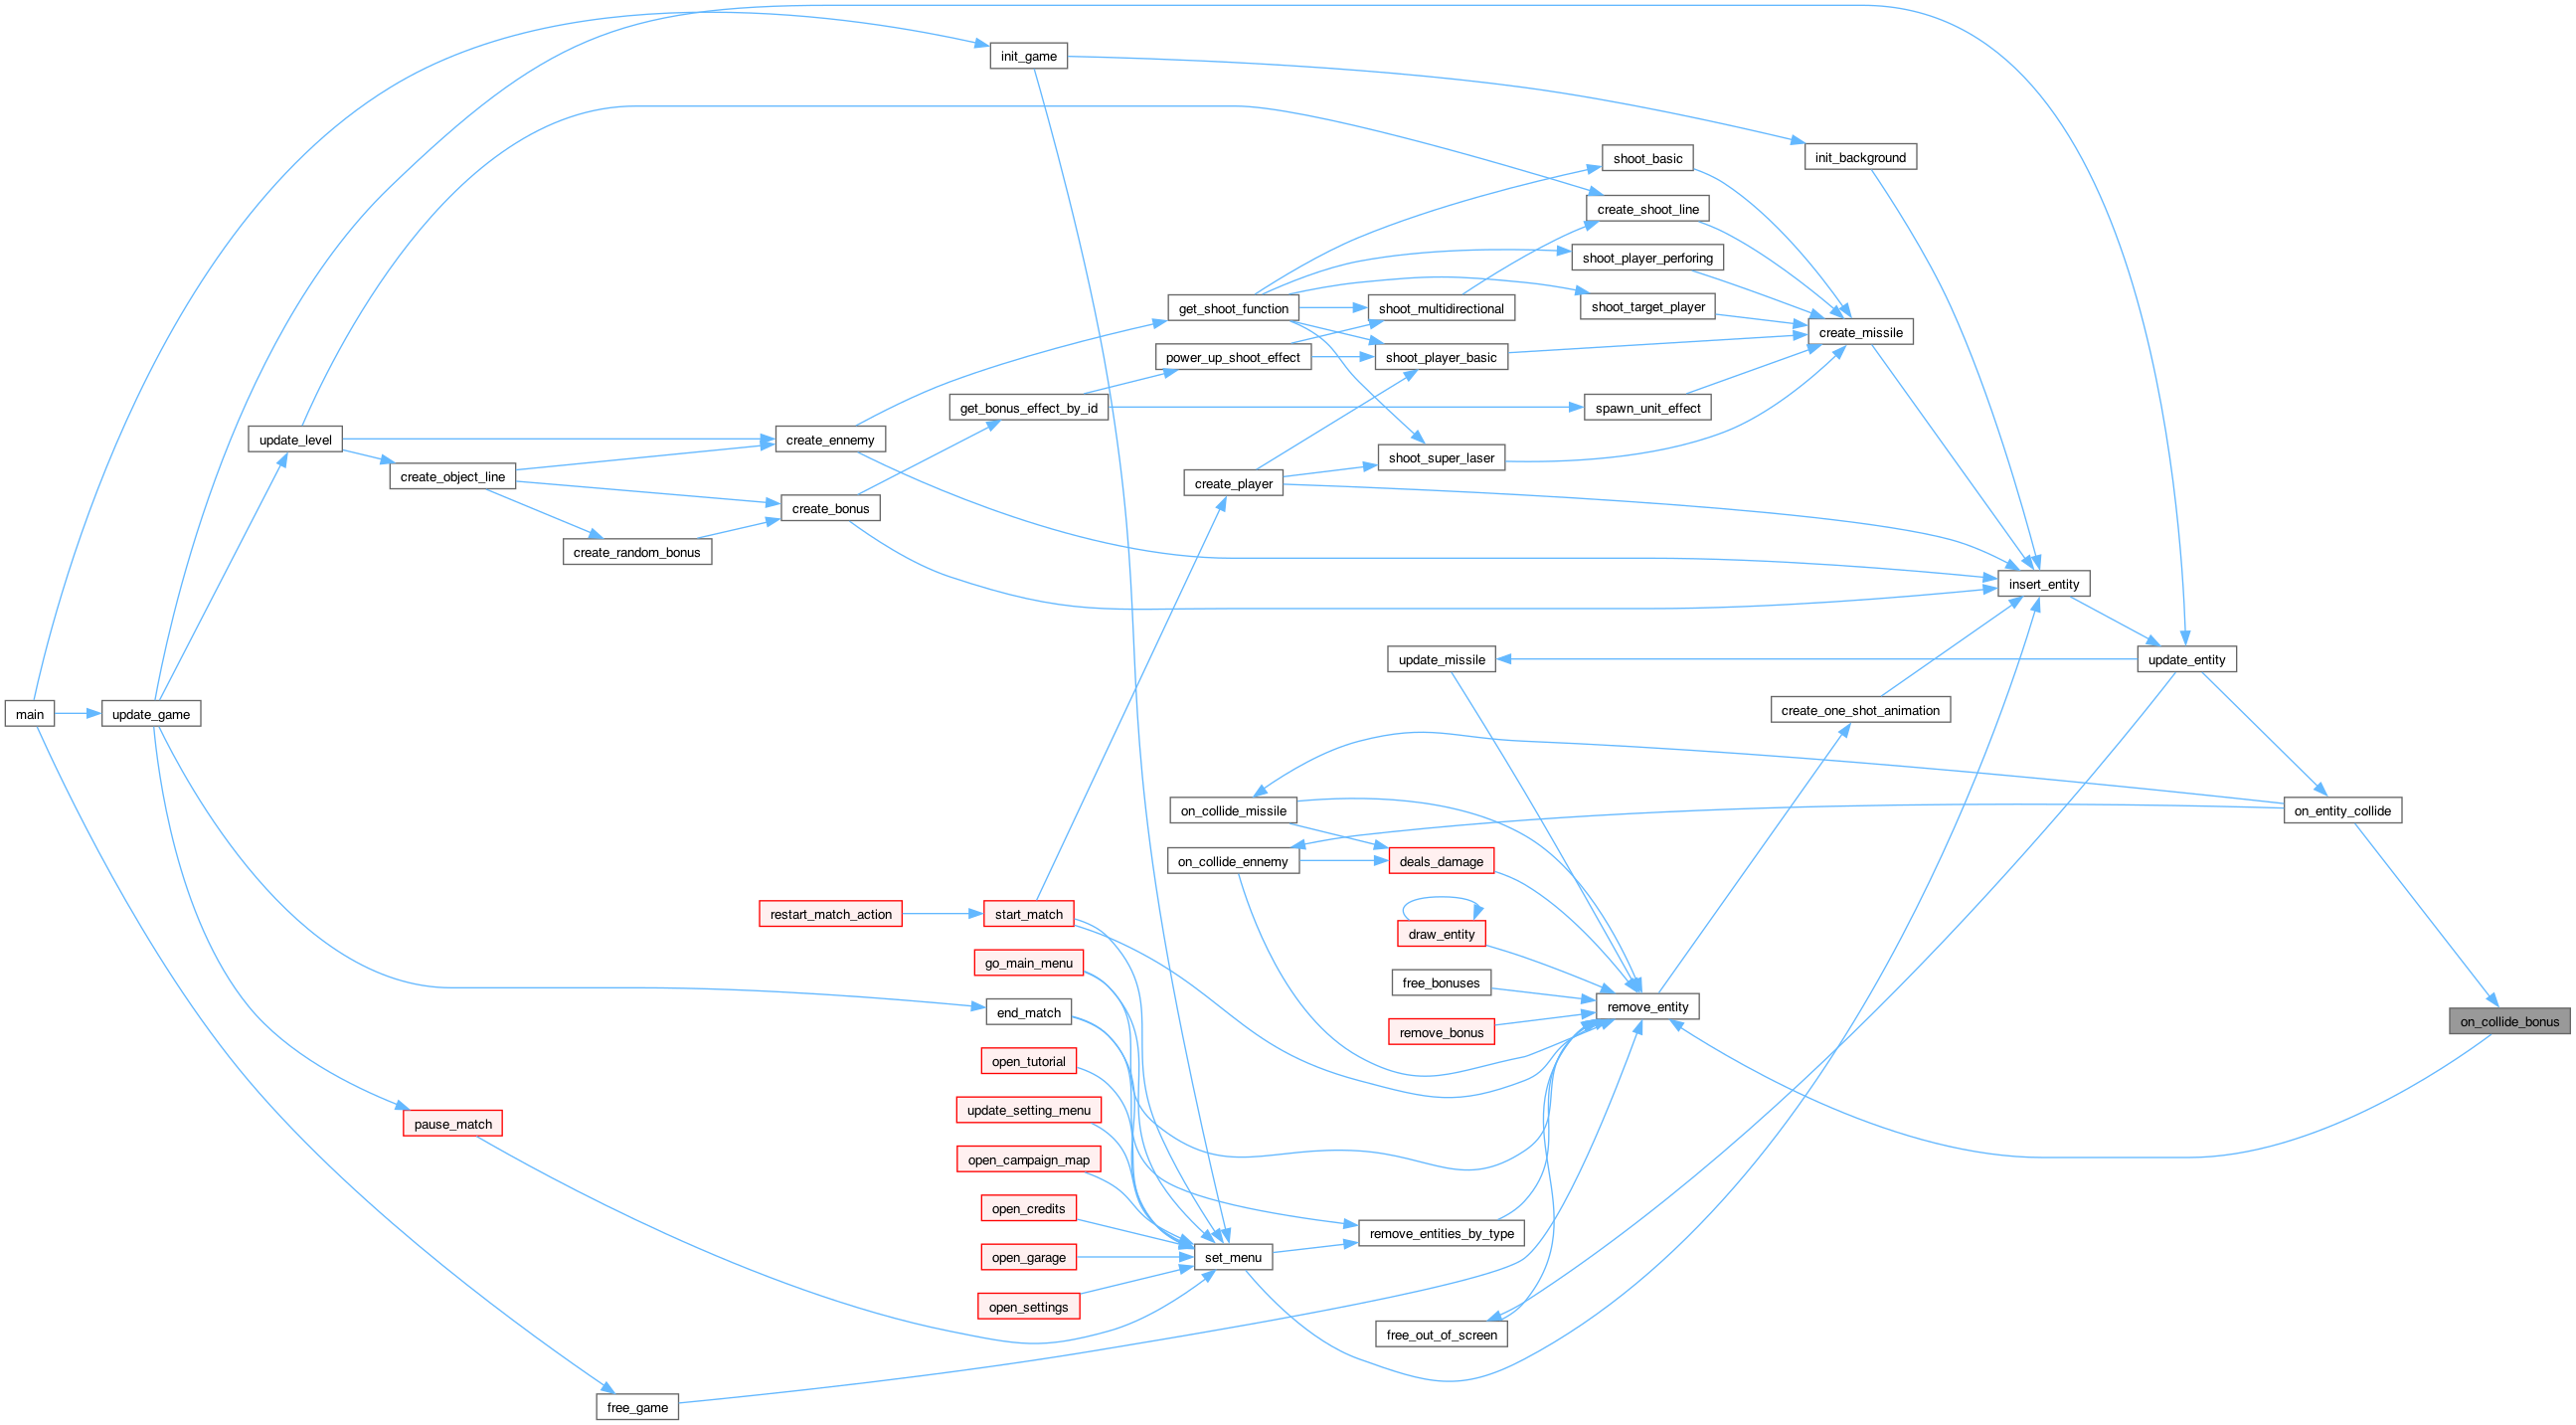 init_game
shoot_basic
init_background
create_shoot_line
shoot_player_perforing
get_shoot_function
shoot_multidirectional
shoot_target_player
create_missile
power_up_shoot_effect
shoot_player_basic
get_bonus_effect_by_id
spawn_unit_effect
update_level
create_ennemy
shoot_super_laser
create_object_line
create_player
create_bonus
create_random_bonus
insert_entity
update_missile
update_entity
main
update_game
create_one_shot_animation
on_collide_missile
on_entity_collide
on_collide_ennemy
deals_damage
restart_match_action
start_match
draw_entity
go_main_menu
free_bonuses
end_match
remove_entity
on_collide_bonus
remove_bonus
open_tutorial
update_setting_menu
pause_match
open_campaign_map
open_credits
remove_entities_by_type
open_garage
set_menu
open_settings
free_out_of_screen
free_game